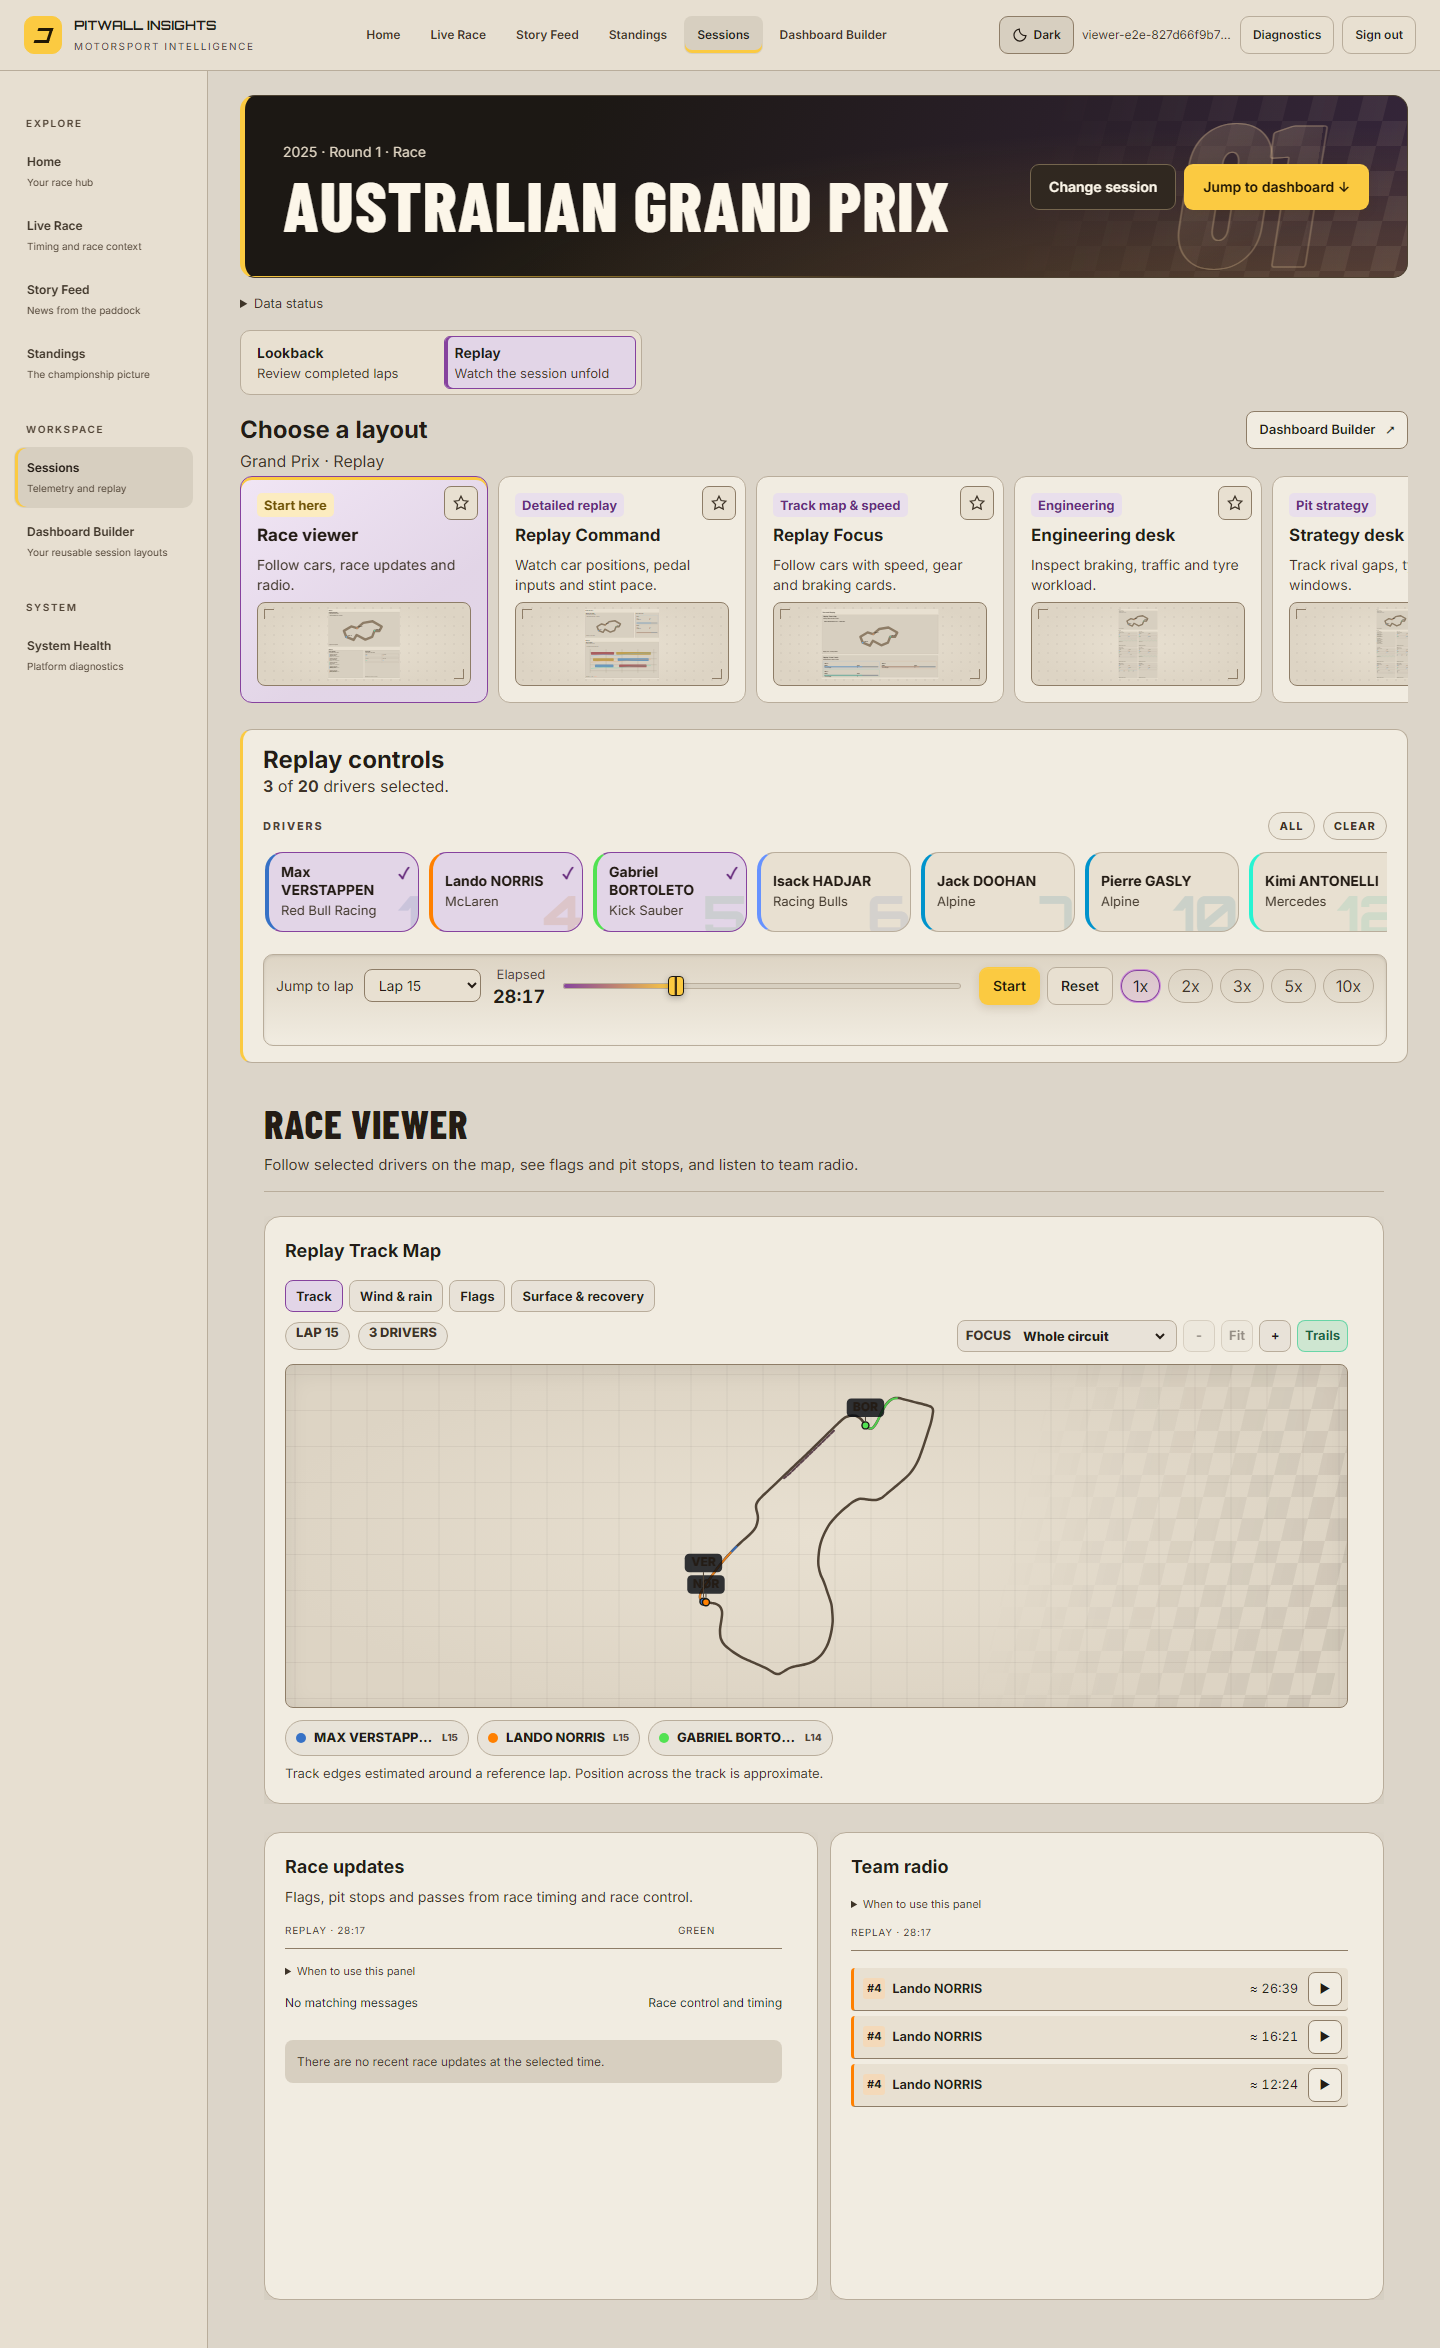 PITWALL INSIGHTS
MOTORSPORT INTELLIGENCE
Home
Live Race
Story Feed
Standings
Sessions
Dashboard Builder
Dark
viewer-e2e-827d66f9b7...
Diagnostics
Sign out
EXPLORE
Home
Your race hub
Live Race
Timing and race context
Story Feed
News from the paddock
Standings
The championship picture
WORKSPACE
Sessions
Telemetry and replay
Dashboard Builder
Your reusable session layouts
SYSTEM
System Health
Platform diagnostics
2025 · Round 1 · Race
AUSTRALIAN GRAND PRIX
01
Change session
Jump to dashboard ↓
Data status
Lookback
Review completed laps
Replay
Watch the session unfold
Choose a layout
Grand Prix · Replay
Dashboard Builder ↗
Start here
Race viewer
Follow cars, race updates and
radio.
Detailed replay
Replay Command
Watch car positions, pedal
inputs and stint pace.
Track map & speed
Replay Focus
Follow cars with speed, gear
and braking cards.
Engineering
Engineering desk
Inspect braking, traffic and tyre
workload.
Pit strategy
Strategy desk
Track rival gaps, t
windows.
Replay controls
3 of 20 drivers selected.
DRIVERS
ALL
CLEAR
Max
VERSTAPPEN
Red Bull Racing
1
Lando NORRIS
McLaren
4
Gabriel
BORTOLETO
Kick Sauber
5
Isack HADJAR
Racing Bulls
6
Jack DOOHAN
Alpine
7
Pierre GASLY
Alpine
10
Kimi ANTONELLI
Mercedes
12
Jump to lap
Lap 15
Elapsed
28:17
Start
Reset
1x
2x
3x
5x
10x
RACE VIEWER
Follow selected drivers on the map, see flags and pit stops, and listen to team radio.
Replay Track Map
Track
Wind & rain
Flags
Surface & recovery
LAP 15
3 DRIVERS
FOCUS
Whole circuit
-
Fit
+
Trails
BOR
VER
NOR
MAX VERSTAPP... L15
LANDO NORRIS L15
GABRIEL BORTO... L14
Track edges estimated around a reference lap. Position across the track is approximate.
Race updates
Flags, pit stops and passes from race timing and race control.
REPLAY · 28:17
GREEN
When to use this panel
No matching messages
Race control and timing
There are no recent race updates at the selected time.
Team radio
When to use this panel
REPLAY · 28:17
#4 Lando NORRIS ≈ 26:39
#4 Lando NORRIS ≈ 16:21
#4 Lando NORRIS ≈ 12:24